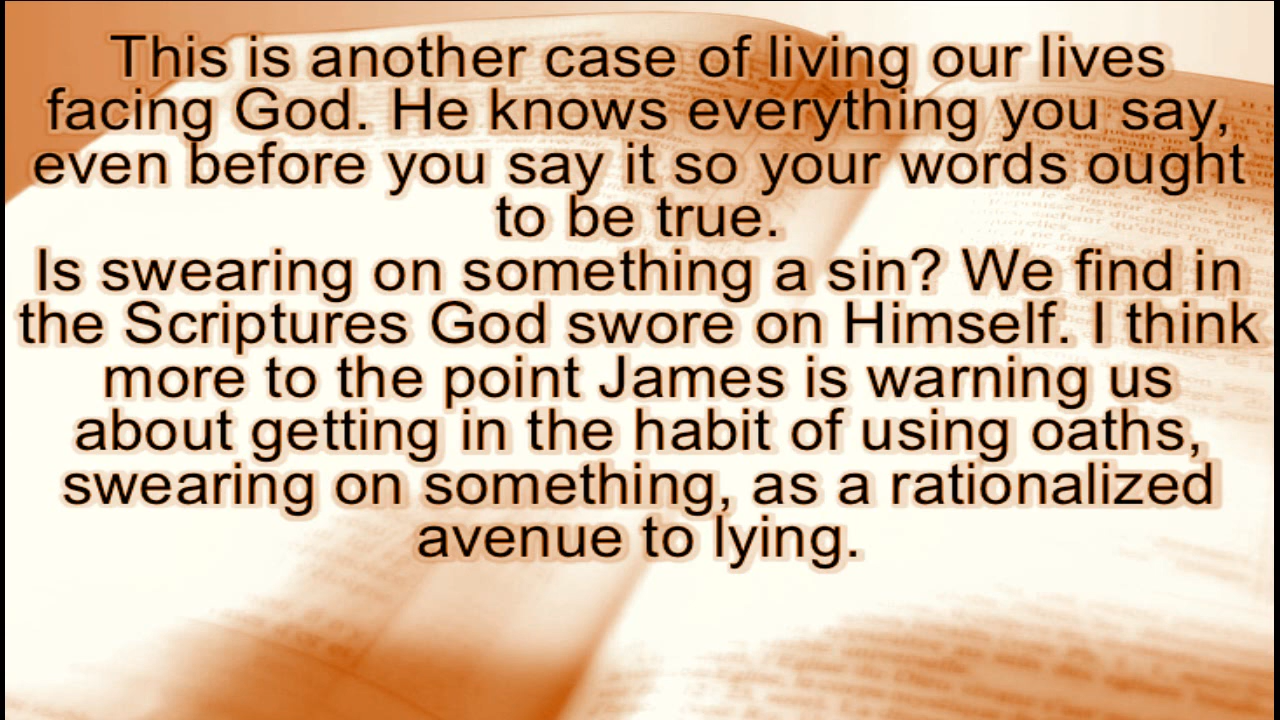 This is another case of living our lives
facing God. He knows everything you say,
even before you say it so your words ought
to be true.
Is swearing on something a sin? We find in
the Scriptures God swore on Himself. I think
more to the point James is warning us
about getting in the habit of using oaths,
swearing on something, as a rationalized
avenue to lying.